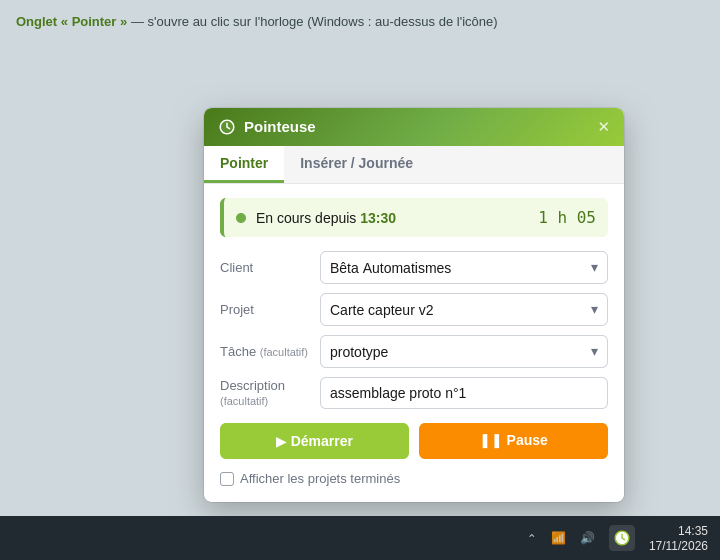 Onglet « Pointer » — s'ouvre au clic sur l'horloge (Windows : au-dessus de l'icône)
Pointeuse ✕
Pointer Insérer / Journée
En cours depuis 13:30 1 h 05
Client Bêta Automatismes
Projet Carte capteur v2
Tâche (facultatif) prototype
Description
(facultatif)
assemblage proto n°1
▶ Démarrer ❚❚ Pause
Afficher les projets terminés
14:35
17/11/2026